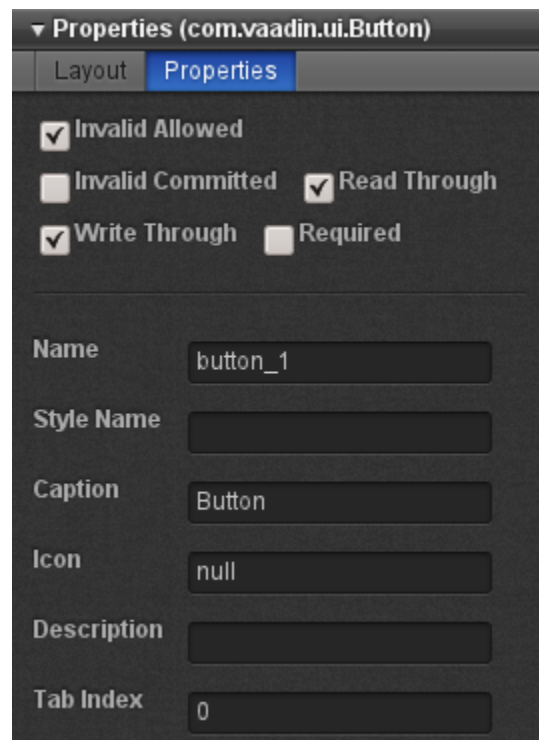 ▾ Properties (com.vaadin.ui.Button)
Layout Properties
Invalid Allowed
Invalid Committed Read Through
Write Through Required
Name button_1
Style Name
Caption Button
Icon null
Description
Tab Index 0